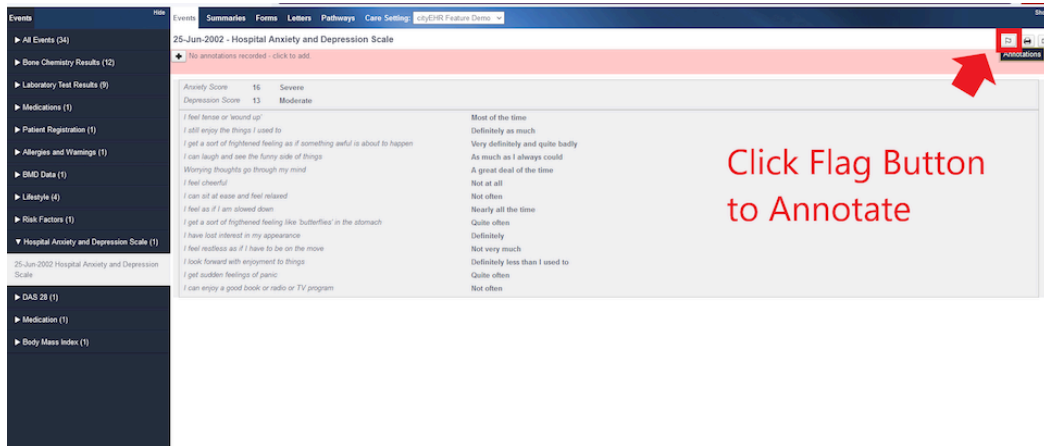 Events
Hide
Events Summaries Forms Letters Pathways Care Setting: cityEHR Feature Demo
Sho
▶ All Events (34)
▶ Bone Chemistry Results (12)
▶ Laboratory Test Results (9)
▶ Medications (1)
▶ Patient Registration (1)
▶ Allergies and Warnings (1)
▶ BMD Data (1)
▶ Lifestyle (4)
▶ Risk Factors (1)
▼ Hospital Anxiety and Depression Scale (1)
25-Jun-2002 Hospital Anxiety and Depression
Scale
▶ DAS 28 (1)
▶ Medication (1)
▶ Body Mass Index (1)
25-Jun-2002 - Hospital Anxiety and Depression Scale
Annotations
No annotations recorded - click to add.
Anxiety Score 16 Severe
Depression Score 13 Moderate
I feel tense or 'wound up' Most of the time
I still enjoy the things I used to Definitely as much
I get a sort of frightened feeling as if something awful is about to happen Very definitely and quite badly
I can laugh and see the funny side of things As much as I always could
Worrying thoughts go through my mind A great deal of the time
I feel cheerful Not at all
I can sit at ease and feel relaxed Not often
I feel as if I am slowed down Nearly all the time
I get a sort of frigthened feeling like 'butterflies' in the stomach Quite often
I have lost interest in my appearance Definitely
I feel restless as if I have to be on the move Not very much
I look forward with enjoyment to things Definitely less than I used to
I get sudden feelings of panic Quite often
I can enjoy a good book or radio or TV program Not often
Click Flag Button
to Annotate